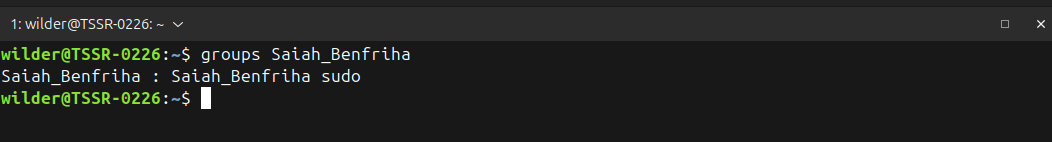 1: wilder@TSSR-0226: ~
wilder@TSSR-0226:~$ groups Saiah_Benfriha
Saiah_Benfriha : Saiah_Benfriha sudo
wilder@TSSR-0226:~$